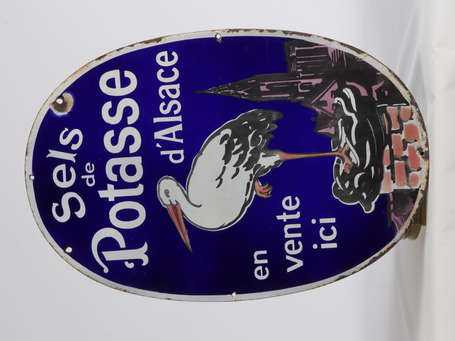 Sels
de
Potasse
d'Alsace
en
vente
ici